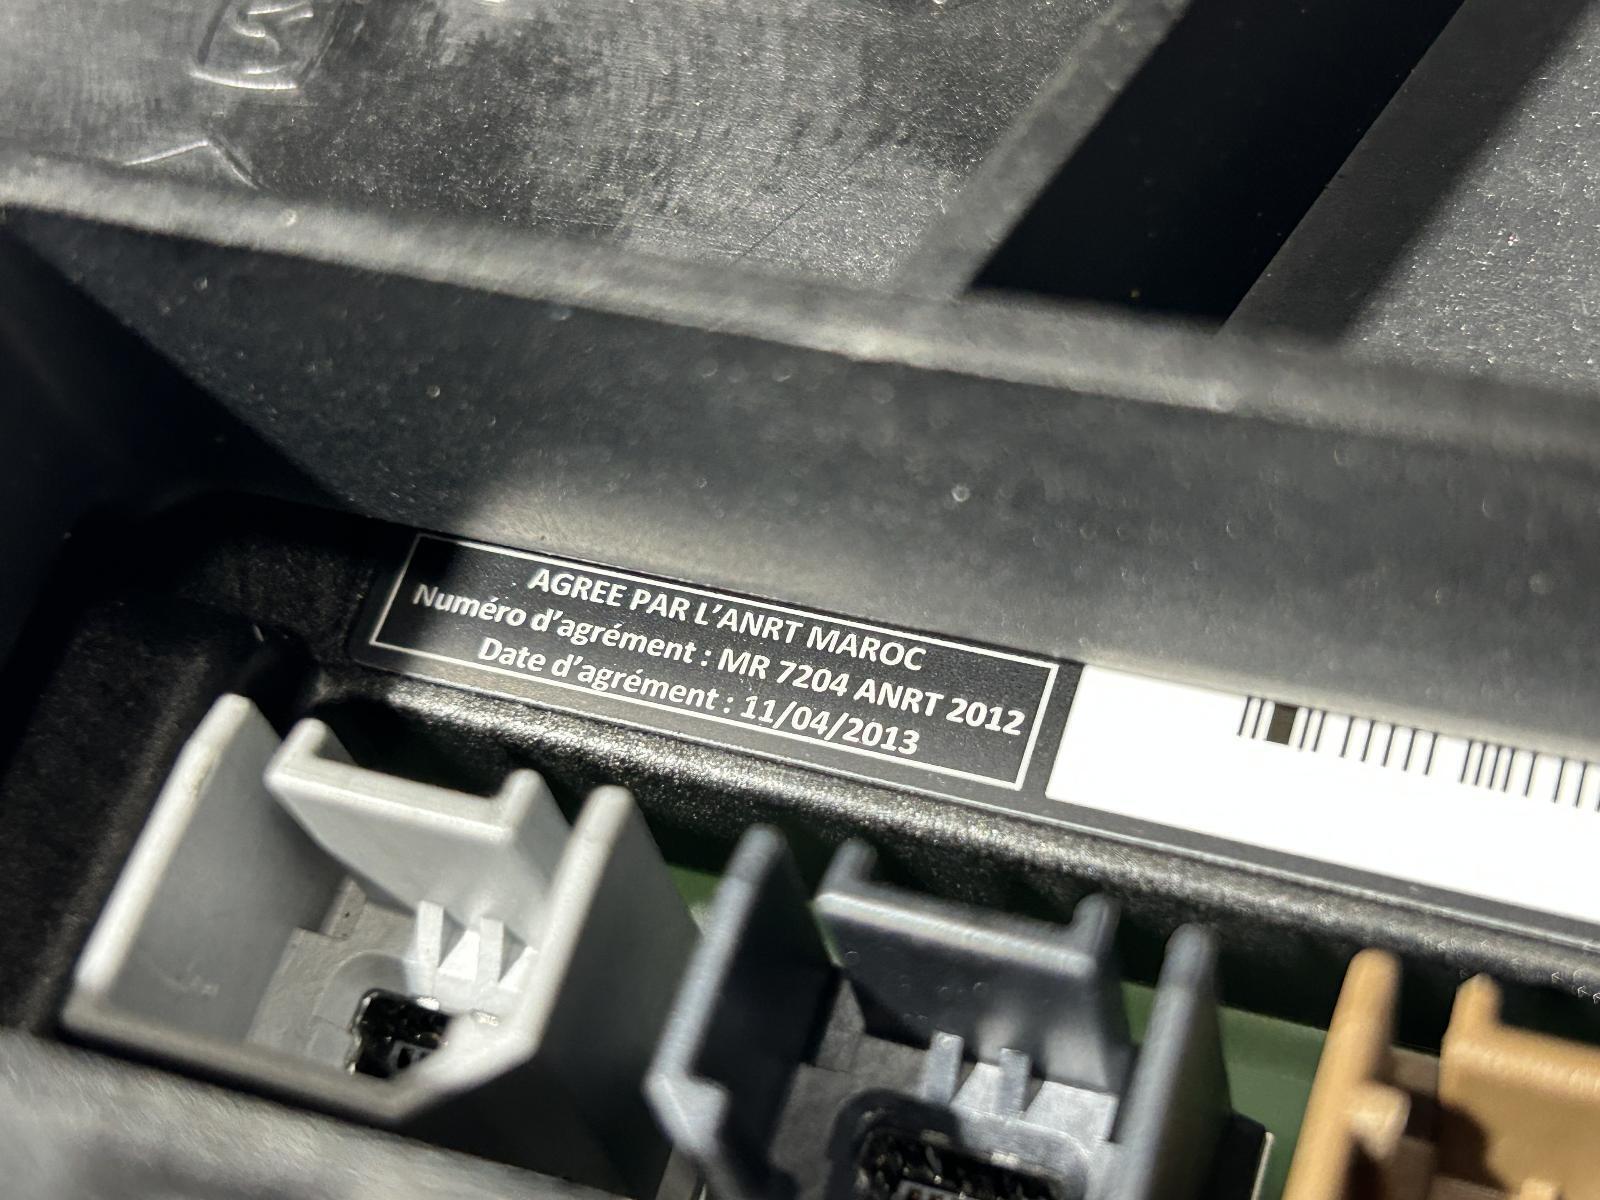 AGREE PAR L'ANRT MAROC
Numéro d'agrément : MR 7204 ANRT 2012
Date d'agrément : 11/04/2013